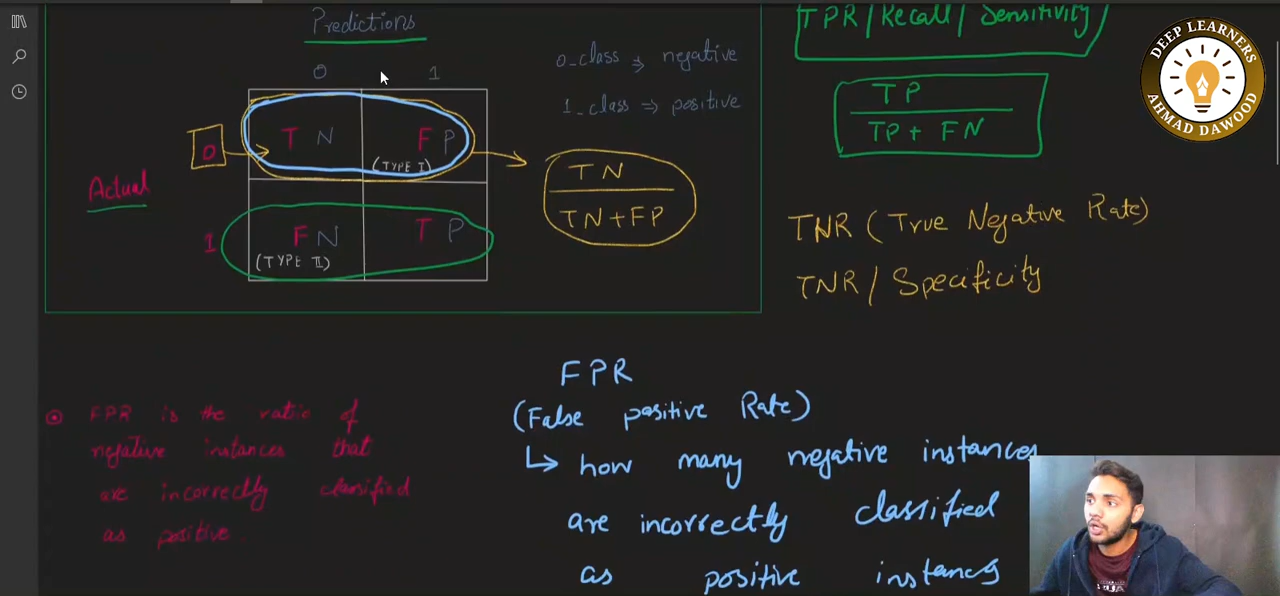 Predictions
0 1
0_class ⇒ negative
1_class ⇒ positive
0
TN FP
(TYPE I)
Actual
1
FN TP
(TYPE II)
TN
TN+FP
TPR/Recall/Sensitivity
TP
TP + FN
TNR (True Negative Rate)
TNR / Specificity
DEEP LEARNERS
AHMAD DAWOOD
FPR is the ratio of
negative instances that
are incorrectly classified
as positive.
FPR
(False positive Rate)
↳ how many negative instances
are incorrectly classified
as positive instances